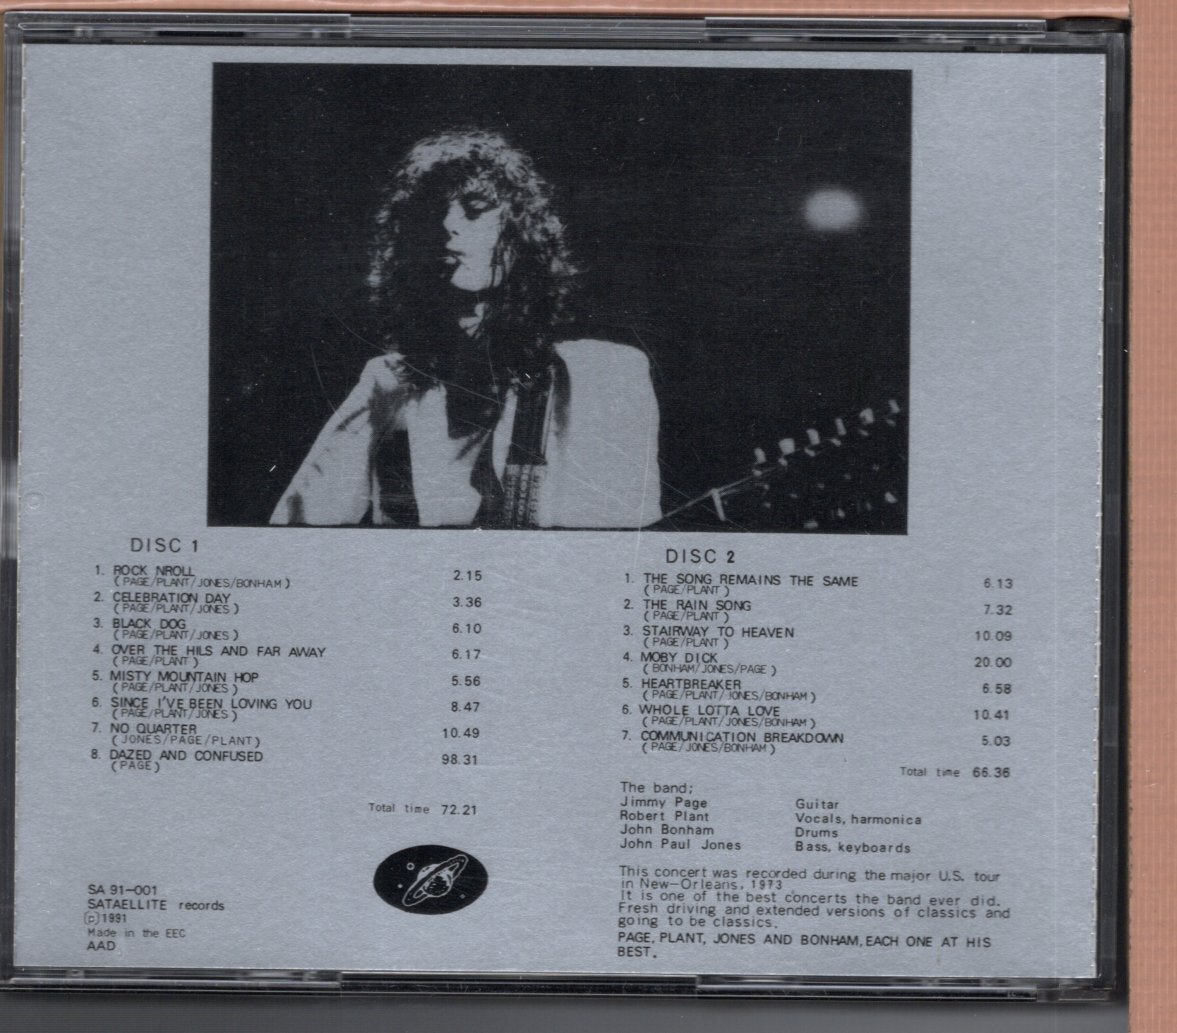 DISC 1
1. ROCK NROLL 2.15
(PAGE/PLANT/JONES/BONHAM)
2. CELEBRATION DAY 3.36
(PAGE/PLANT/JONES)
3. BLACK DOG 6.10
(PAGE/PLANT/JONES)
4. OVER THE HILS AND FAR AWAY 6.17
(PAGE/PLANT)
5. MISTY MOUNTAIN HOP 5.56
(PAGE/PLANT/JONES)
6. SINCE I'VE BEEN LOVING YOU 8.47
(PAGE/PLANT/JONES)
7. NO QUARTER 10.49
(JONES/PAGE/PLANT)
8. DAZED AND CONFUSED 98.31
(PAGE)
Total time 72.21
SA 91-001
SATAELLITE records
(p)1991
Made in the EEC
AAD
DISC 2
1. THE SONG REMAINS THE SAME 6.13
(PAGE/PLANT)
2. THE RAIN SONG 7.32
(PAGE/PLANT)
3. STAIRWAY TO HEAVEN 10.09
(PAGE/PLANT)
4. MOBY DICK 20.00
(BONHAM/JONES/PAGE)
5. HEARTBREAKER 6.58
(PAGE/PLANT/JONES/BONHAM)
6. WHOLE LOTTA LOVE 10.41
(PAGE/PLANT/JONES/BONHAM)
7. COMMUNICATION BREAKDOWN 5.03
(PAGE/JONES/BONHAM)
Total time 66.36
The band;
Jimmy Page Guitar
Robert Plant Vocals, harmonica
John Bonham Drums
John Paul Jones Bass, keyboards
This concert was recorded during the major U.S. tour
in New-Orleans, 1973
It is one of the best concerts the band ever did.
Fresh driving and extended versions of classics and
going to be classics.
PAGE, PLANT, JONES AND BONHAM, EACH ONE AT HIS
BEST.